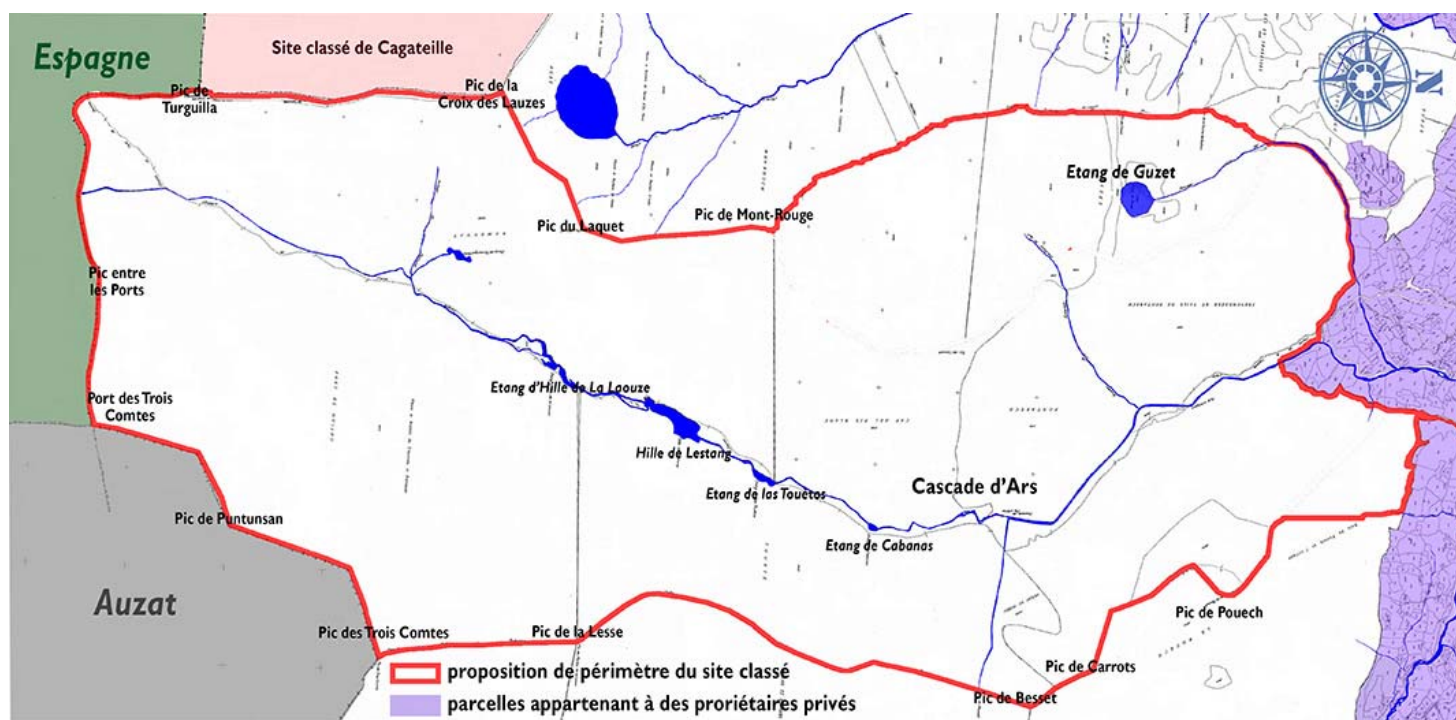 Espagne
Site classé de Cagateille
Pic de
Turguilla
Pic de la
Croix des Lauzes
N
Etang de Guzet
Pic du Laquet
Pic de Mont-Rouge
Pic entre
les Ports
Etang d'Hille de La Laouze
Port des Trois
Comtes
Hille de Lestang
Etang de las Touetos
Cascade d'Ars
Pic de Puntunsan
Etang de Cabanas
Auzat
Pic de Pouech
Pic des Trois Comtes
Pic de la Lesse
Pic de Carrots
proposition de périmètre du site classé
Pic de Besset
parcelles appartenant à des proriétaires privés